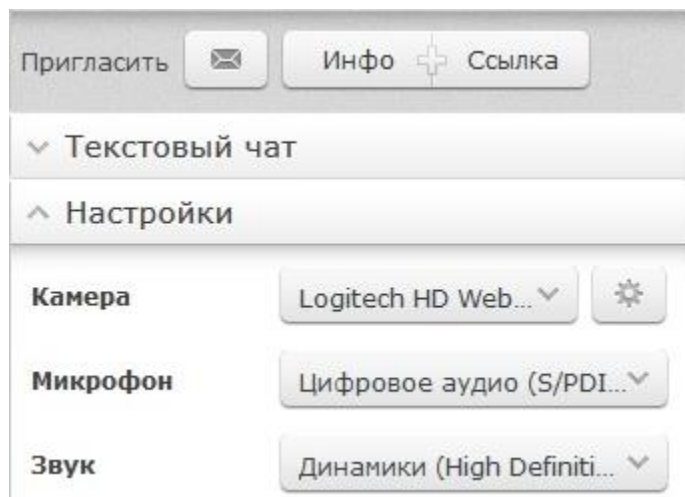 Пригласить Инфо Ссылка
Текстовый чат
Настройки
Камера Logitech HD Web...
Микрофон Цифровое аудио (S/PDI...
Звук Динамики (High Definiti...